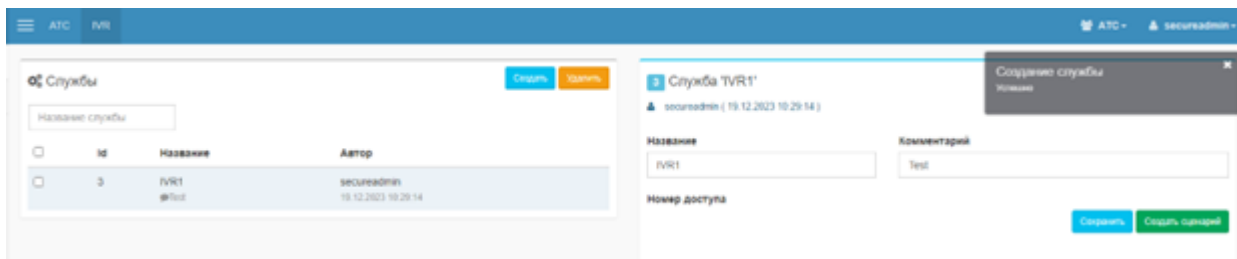 АТС IVR АТС secureadmin
Службы Создать Удалить
Название службы
Id Название Автор
3 IVR1 secureadmin
Test 19.12.2023 10:29:14
3 Служба 'IVR1'
secureadmin ( 19.12.2023 10:29:14 )
Создание службы
Успешно
Название Комментарий
IVR1 Test
Номер доступа
Сохранить Создать сценарий